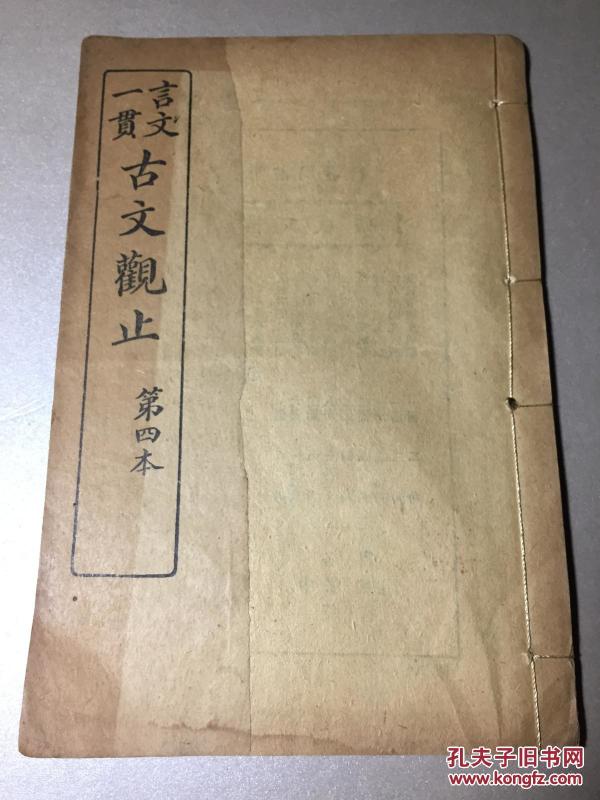 言文
一貫
古文觀止
第四本
孔夫子旧书网
www.kongfz.com